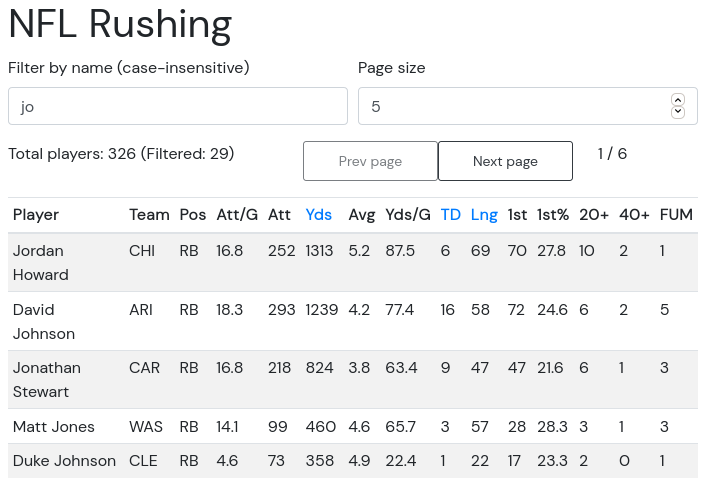 NFL Rushing
Filter by name (case-insensitive) Page size
jo 5
Total players: 326 (Filtered: 29) Prev page Next page 1 / 6
Player Team Pos Att/G Att Yds Avg Yds/G TD Lng 1st 1st% 20+ 40+ FUM
Jordan Howard CHI RB 16.8 252 1313 5.2 87.5 6 69 70 27.8 10 2 1
David Johnson ARI RB 18.3 293 1239 4.2 77.4 16 58 72 24.6 6 2 5
Jonathan Stewart CAR RB 16.8 218 824 3.8 63.4 9 47 47 21.6 6 1 3
Matt Jones WAS RB 14.1 99 460 4.6 65.7 3 57 28 28.3 3 1 3
Duke Johnson CLE RB 4.6 73 358 4.9 22.4 1 22 17 23.3 2 0 1